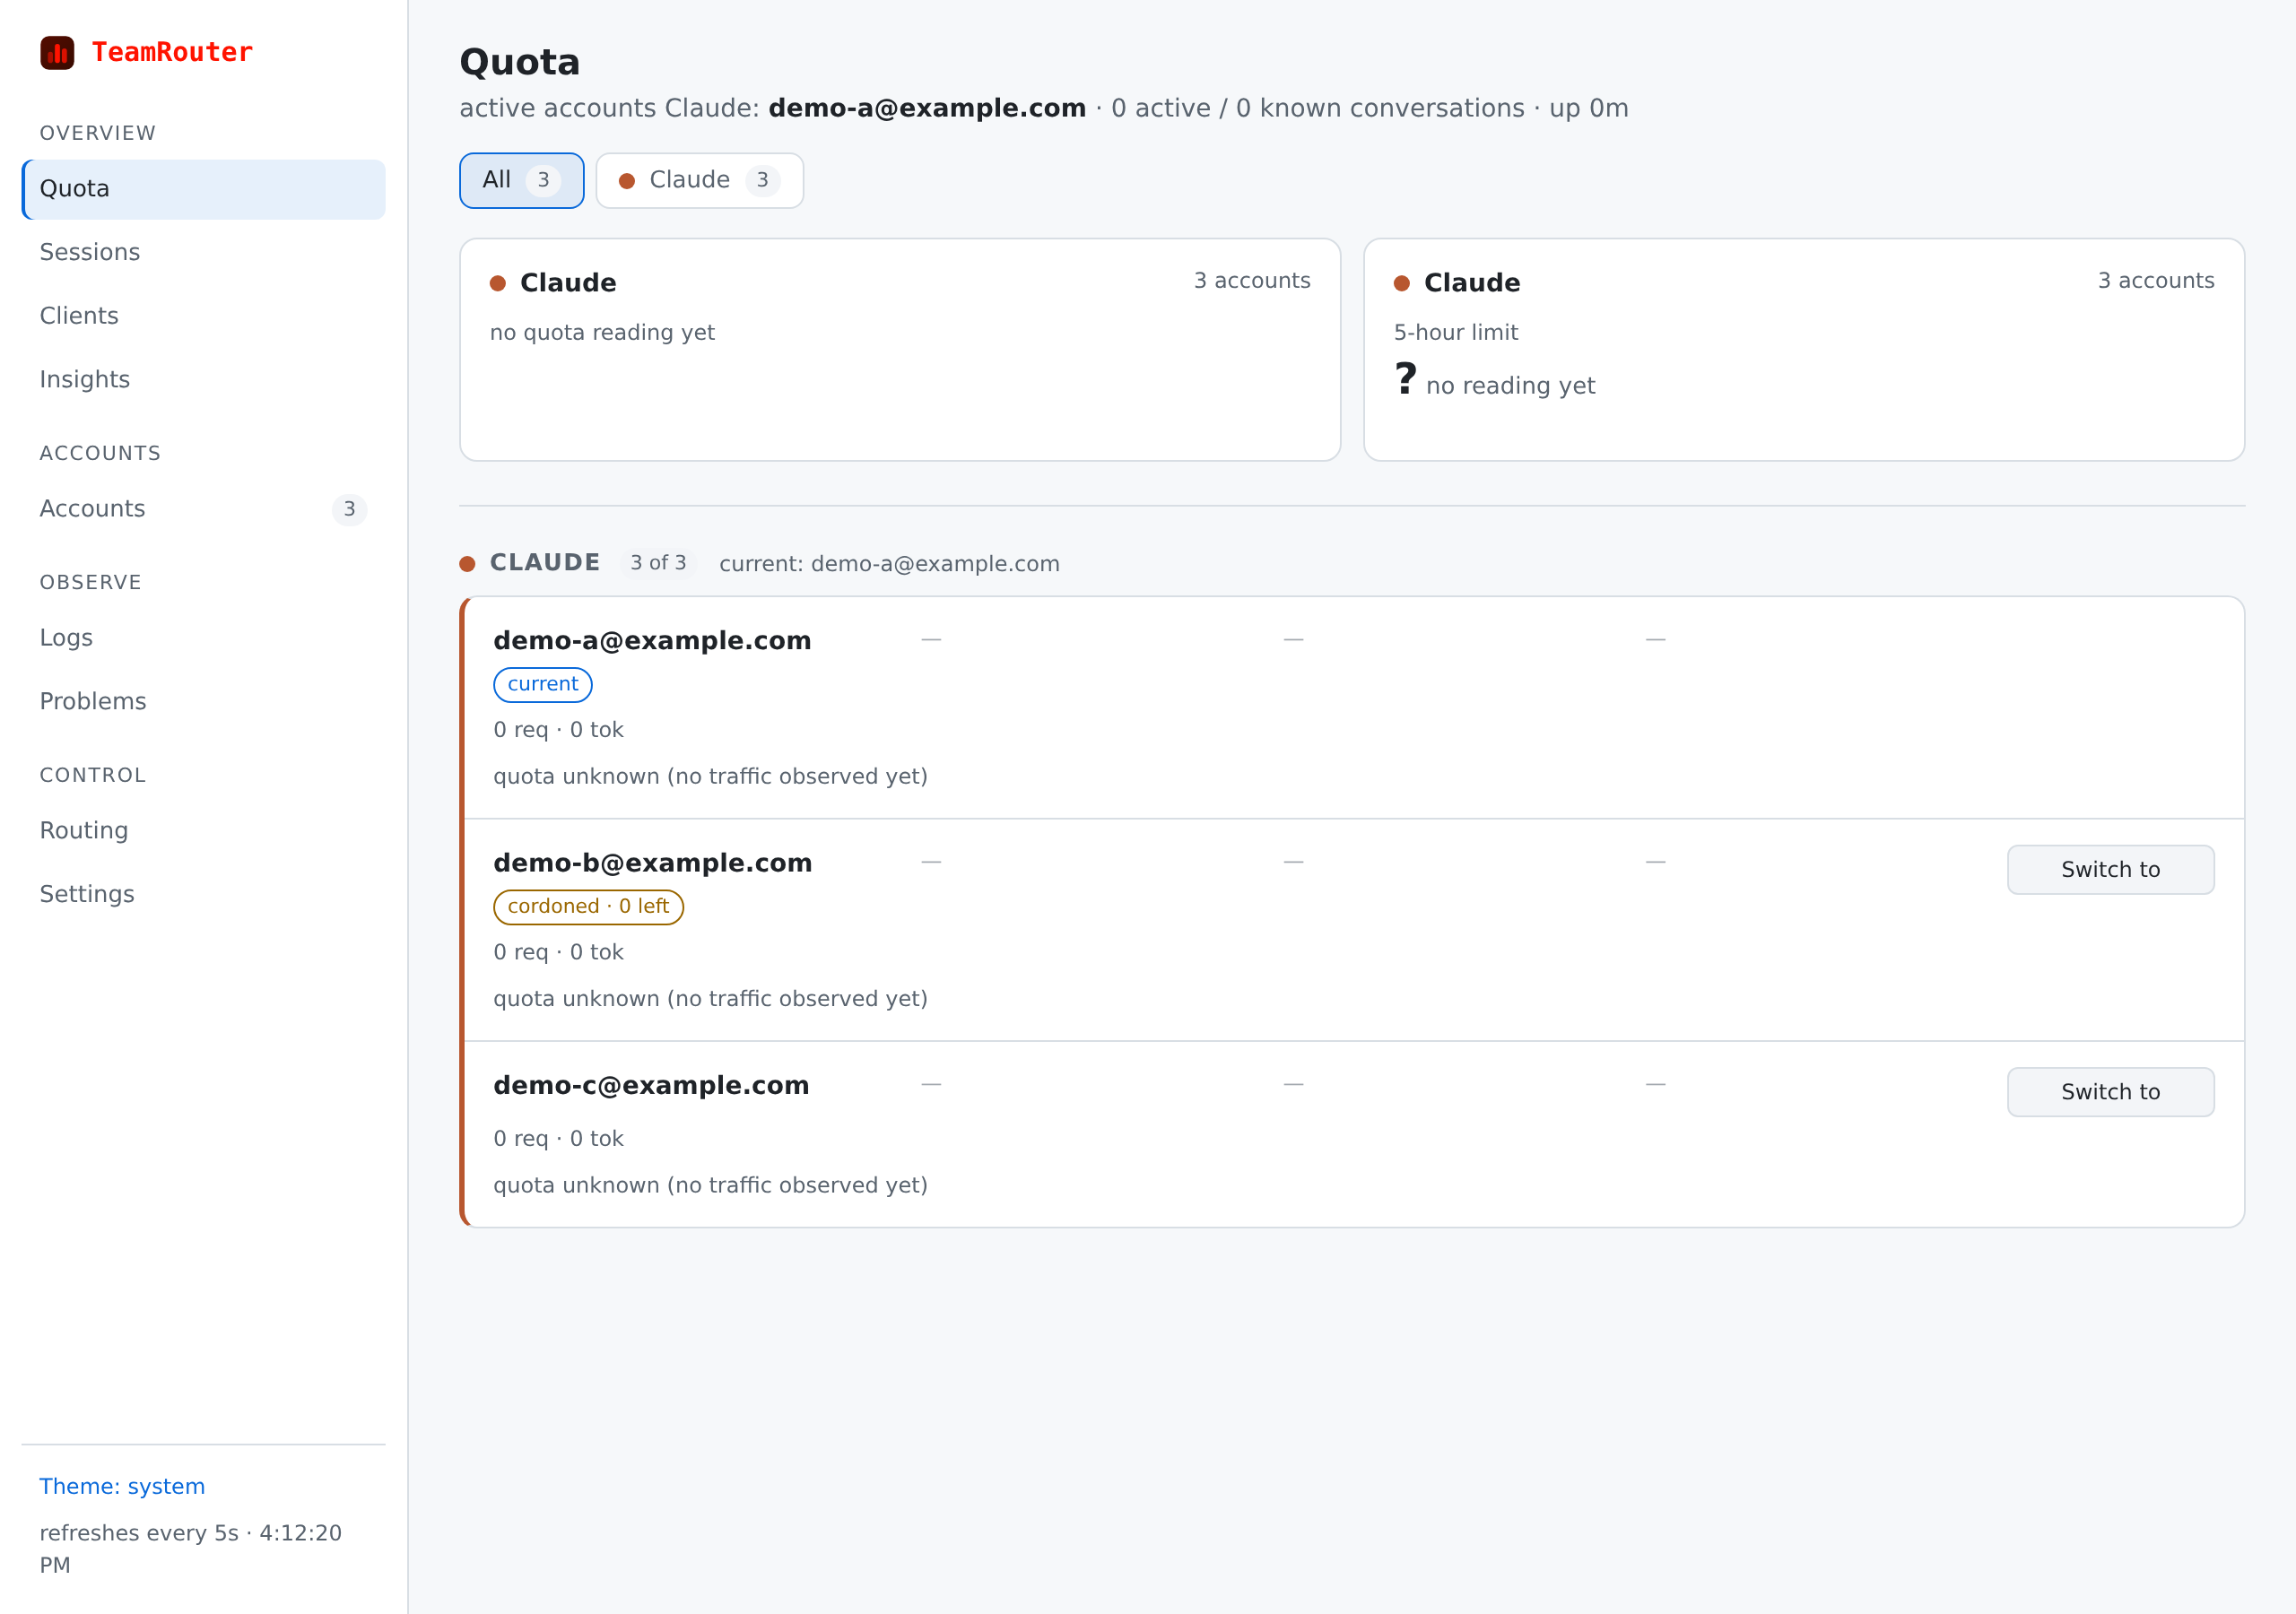 TeamRouter
OVERVIEW
Quota
Sessions
Clients
Insights
ACCOUNTS
Accounts 3
OBSERVE
Logs
Problems
CONTROL
Routing
Settings
Theme: system
refreshes every 5s · 4:12:20
PM
Quota
active accounts Claude: demo-a@example.com · 0 active / 0 known conversations · up 0m
All 3 Claude 3
Claude 3 accounts
no quota reading yet
Claude 3 accounts
5-hour limit
? no reading yet
CLAUDE 3 of 3 current: demo-a@example.com
demo-a@example.com — — —
current
0 req · 0 tok
quota unknown (no traffic observed yet)
demo-b@example.com — — — Switch to
cordoned · 0 left
0 req · 0 tok
quota unknown (no traffic observed yet)
demo-c@example.com — — — Switch to
0 req · 0 tok
quota unknown (no traffic observed yet)